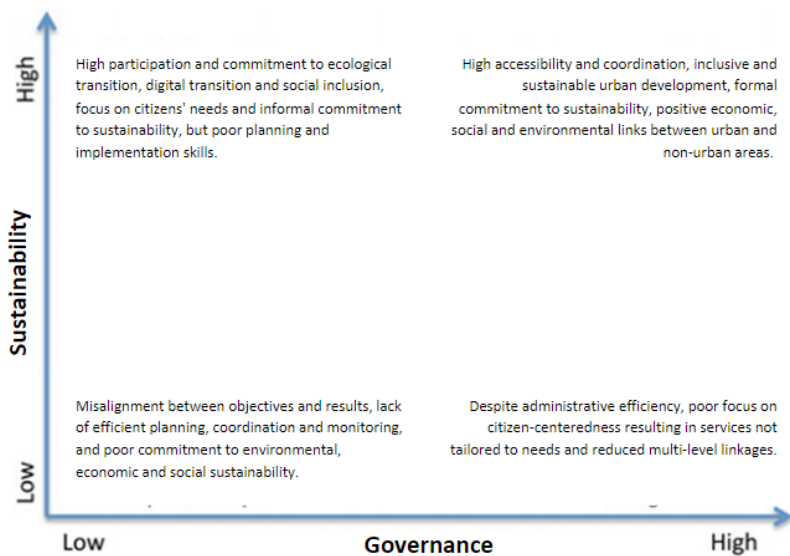 High
High participation and commitment to ecological
transition, digital transition and social inclusion,
focus on citizens' needs and informal commitment
to sustainability, but poor planning and
implementation skills.
High accessibility and coordination, inclusive and
sustainable urban development, formal
commitment to sustainability, positive economic,
social and environmental links between urban and
non-urban areas.
Sustainability
Misalignment between objectives and results, lack
of efficient planning, coordination and monitoring,
and poor commitment to environmental,
economic and social sustainability.
Despite administrative efficiency, poor focus on
citizen-centeredness resulting in services not
tailored to needs and reduced multi-level linkages.
Low
Low
Governance
High